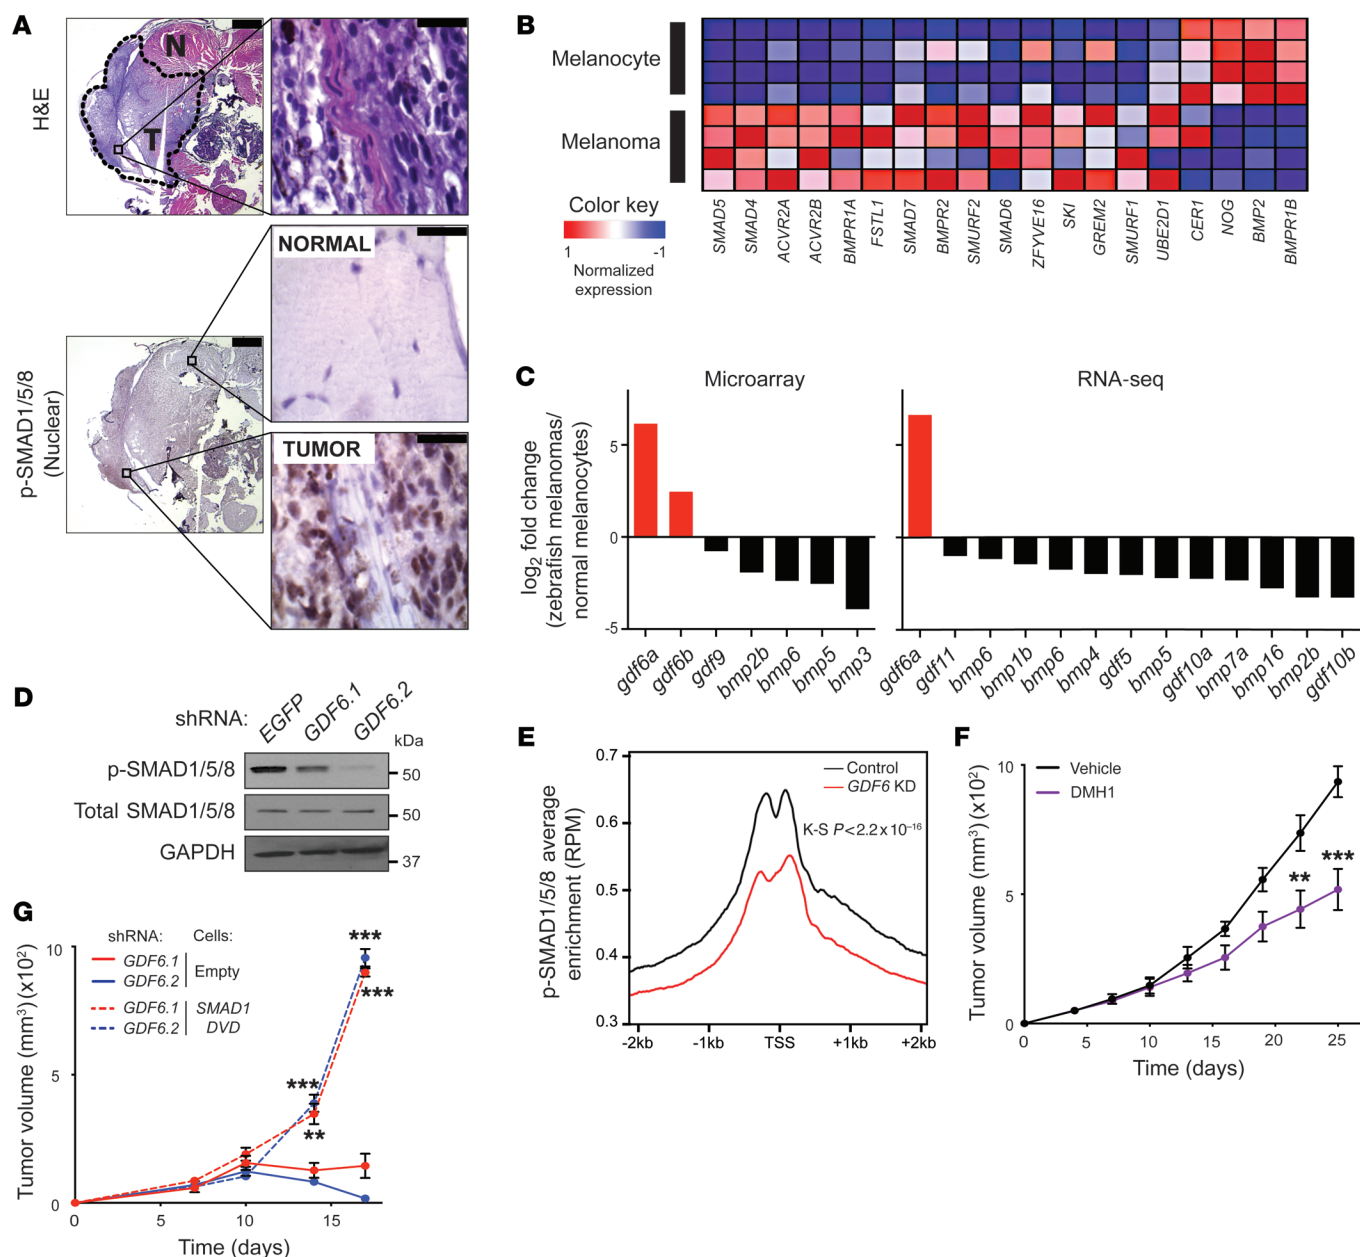 A
H&E
N
T
p-SMAD1/5/8
(Nuclear)
NORMAL
TUMOR
B
Melanocyte
Melanoma
Color key
1
-1
Normalized
expression
SMAD5
SMAD4
ACVR2A
ACVR2B
BMPR1A
FSTL1
SMAD7
BMPR2
SMURF2
SMAD6
ZFYVE16
SKI
GREM2
SMURF1
UBE2D1
CER1
NOG
BMP2
BMPR1B
C
Microarray
RNA-seq
log2 fold change
(zebrafish melanomas/
normal melanocytes)
5
0
-5
gdf6a
gdf6b
gdf9
bmp2b
bmp6
bmp5
bmp3
gdf6a
gdf11
bmp6
bmp1b
bmp6
bmp4
gdf5
bmp5
gdf10a
bmp7a
bmp16
bmp2b
gdf10b
D
shRNA:
EGFP
GDF6.1
GDF6.2
kDa
p-SMAD1/5/8
50
Total SMAD1/5/8
50
GAPDH
37
E
p-SMAD1/5/8 average
enrichment (RPM)
0.7
0.6
0.5
0.4
0.3
Control
GDF6 KD
K-S P<2.2x10−16
-2kb
-1kb
TSS
+1kb
+2kb
F
Tumor volume (mm3) (x102)
10
5
0
Vehicle
DMH1
**
***
0
5
10
15
20
25
Time (days)
G
shRNA:
Cells:
GDF6.1
GDF6.2
Empty
GDF6.1
GDF6.2
SMAD1
DVD
Tumor volume (mm3) (x102)
10
5
0
***
***
***
**
0
5
10
15
Time (days)